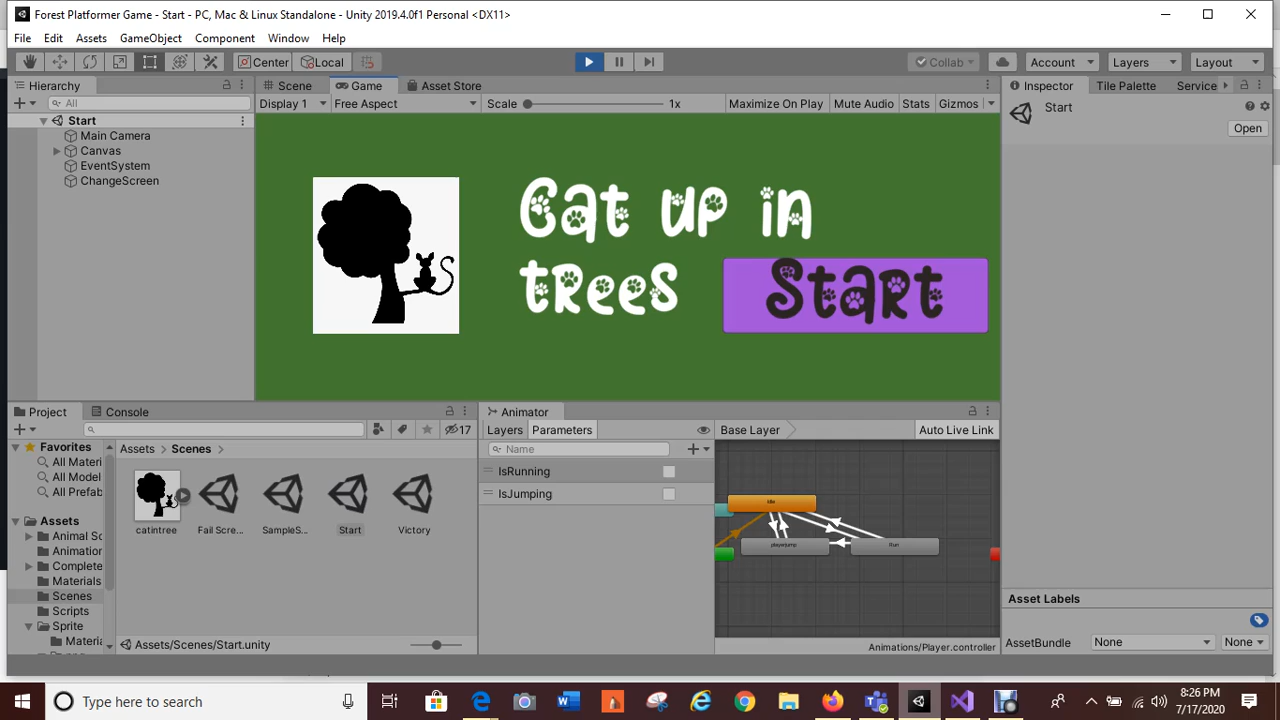 Forest Platformer Game - Start - PC, Mac & Linux Standalone - Unity 2019.4.0f1 Personal <DX11>
File Edit Assets GameObject Component Window Help
Center Local Collab Account Layers Layout
Hierarchy Scene Game Asset Store Inspector Tile Palette Service
All Display 1 Free Aspect Scale 1x Maximize On Play Mute Audio Stats Gizmos Start
Open
Start
Main Camera
Canvas
EventSystem
ChangeScreen
Cat up in
trees
Start
Project Console
17
Favorites
All Materi
All Model
All Prefab
Assets
Animal Sc
Animation
Complete
Materials
Scenes
Scripts
Sprite
Materia
Assets > Scenes >
catintree Fail Scre... SampleS... Start Victory
Assets/Scenes/Start.unity
Animator
Layers Parameters Base Layer Auto Live Link
Name
IsRunning
IsJumping
Idle
playerjump Run
Animations/Player.controller
Asset Labels
AssetBundle None None
Type here to search
8:26 PM
7/17/2020